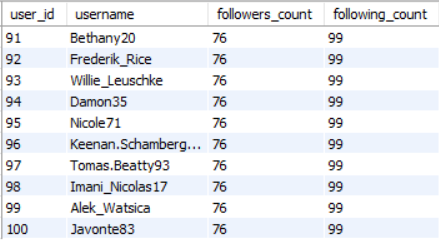 user_id username followers_count following_count
91 Bethany20 76 99
92 Frederik_Rice 76 99
93 Willie_Leuschke 76 99
94 Damon35 76 99
95 Nicole71 76 99
96 Keenan.Schamberg... 76 99
97 Tomas.Beatty93 76 99
98 Imani_Nicolas17 76 99
99 Alek_Watsica 76 99
100 Javonte83 76 99